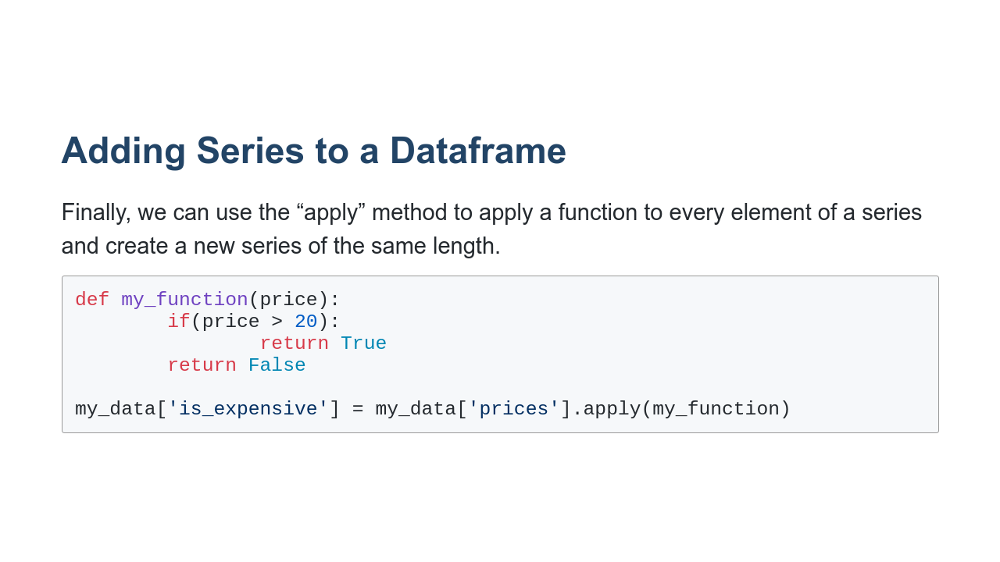 Adding Series to a Dataframe
Finally, we can use the “apply” method to apply a function to every element of a series
and create a new series of the same length.
def my_function(price):
        if(price > 20):
                return True
        return False

my_data['is_expensive'] = my_data['prices'].apply(my_function)